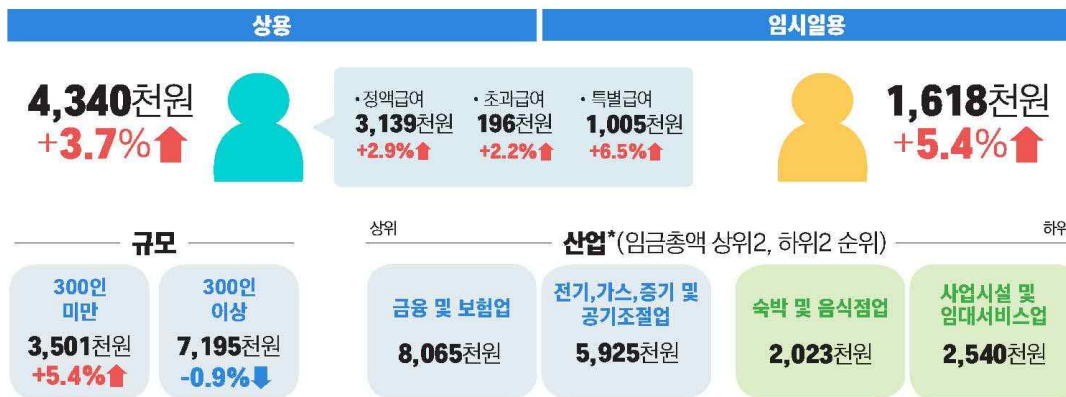 상용
임시일용
4,340천원
+3.7%
• 정액급여
3,139천원
+2.9%
• 초과급여
196천원
+2.2%
• 특별급여
1,005천원
+6.5%
1,618천원
+5.4%
규모
300인
미만
3,501천원
+5.4%
300인
이상
7,195천원
-0.9%
상위
산업*(임금총액 상위2, 하위2 순위)
하위
금융 및 보험업
8,065천원
전기,가스,증기 및
공기조절업
5,925천원
숙박 및 음식점업
2,023천원
사업시설 및
임대서비스업
2,540천원